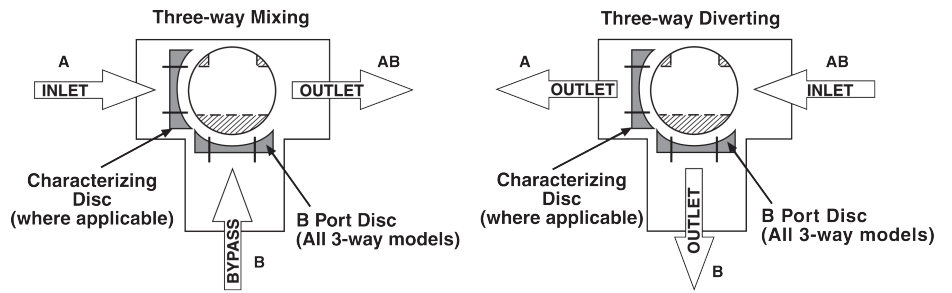 Three-way Mixing
A
AB
INLET
OUTLET
Characterizing
Disc
(where applicable)
BYPASS
B
B Port Disc
(All 3-way models)
Three-way Diverting
A
AB
OUTLET
INLET
Characterizing
Disc
(where applicable)
OUTLET
B
B Port Disc
(All 3-way models)